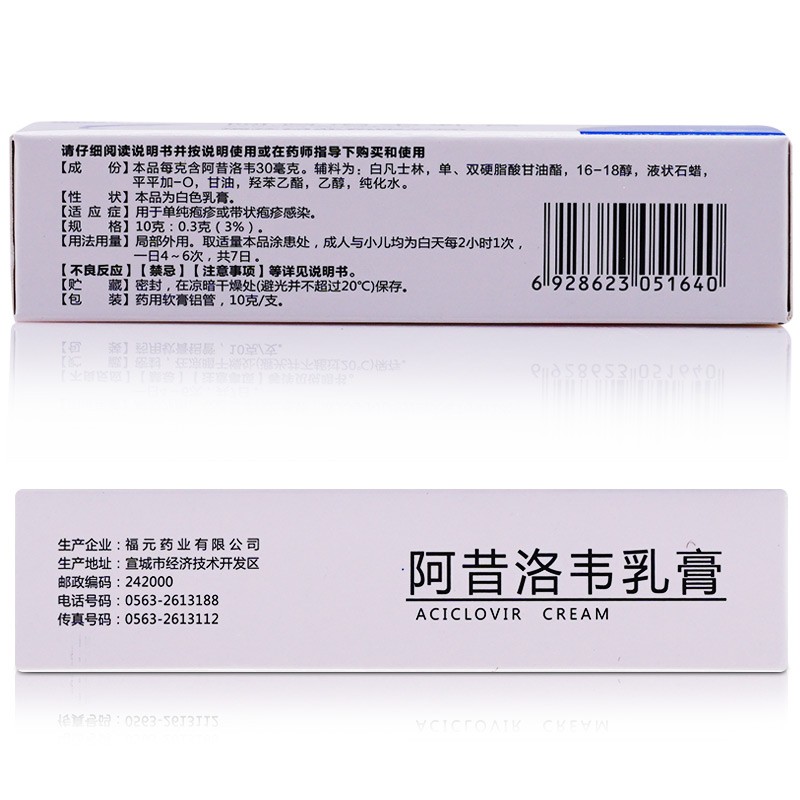 请仔细阅读说明书并按说明使用或在药师指导下购买和使用
【成 份】本品每克含阿昔洛韦30毫克。辅料为：白凡士林，单、双硬脂酸甘油酯，16-18醇，液状石蜡，
平平加-O，甘油，羟苯乙酯，乙醇，纯化水。
【性 状】本品为白色乳膏。
【适 应 症】用于单纯疱疹或带状疱疹感染。
【规 格】10克：0.3克（3%）。
【用法用量】局部外用。取适量本品涂患处，成人与小儿均为白天每2小时1次，
一日4～6次，共7日。
【不良反应】【禁忌】【注意事项】等详见说明书。
【贮 藏】密封，在凉暗干燥处(避光并不超过20℃)保存。
【包 装】药用软膏铝管，10克/支。
6 928623 051640
生产企业：福元药业有限公司
生产地址：宣城市经济技术开发区
邮政编码：242000
电话号码：0563-2613188
传真号码：0563-2613112
阿昔洛韦乳膏
ACICLOVIR CREAM